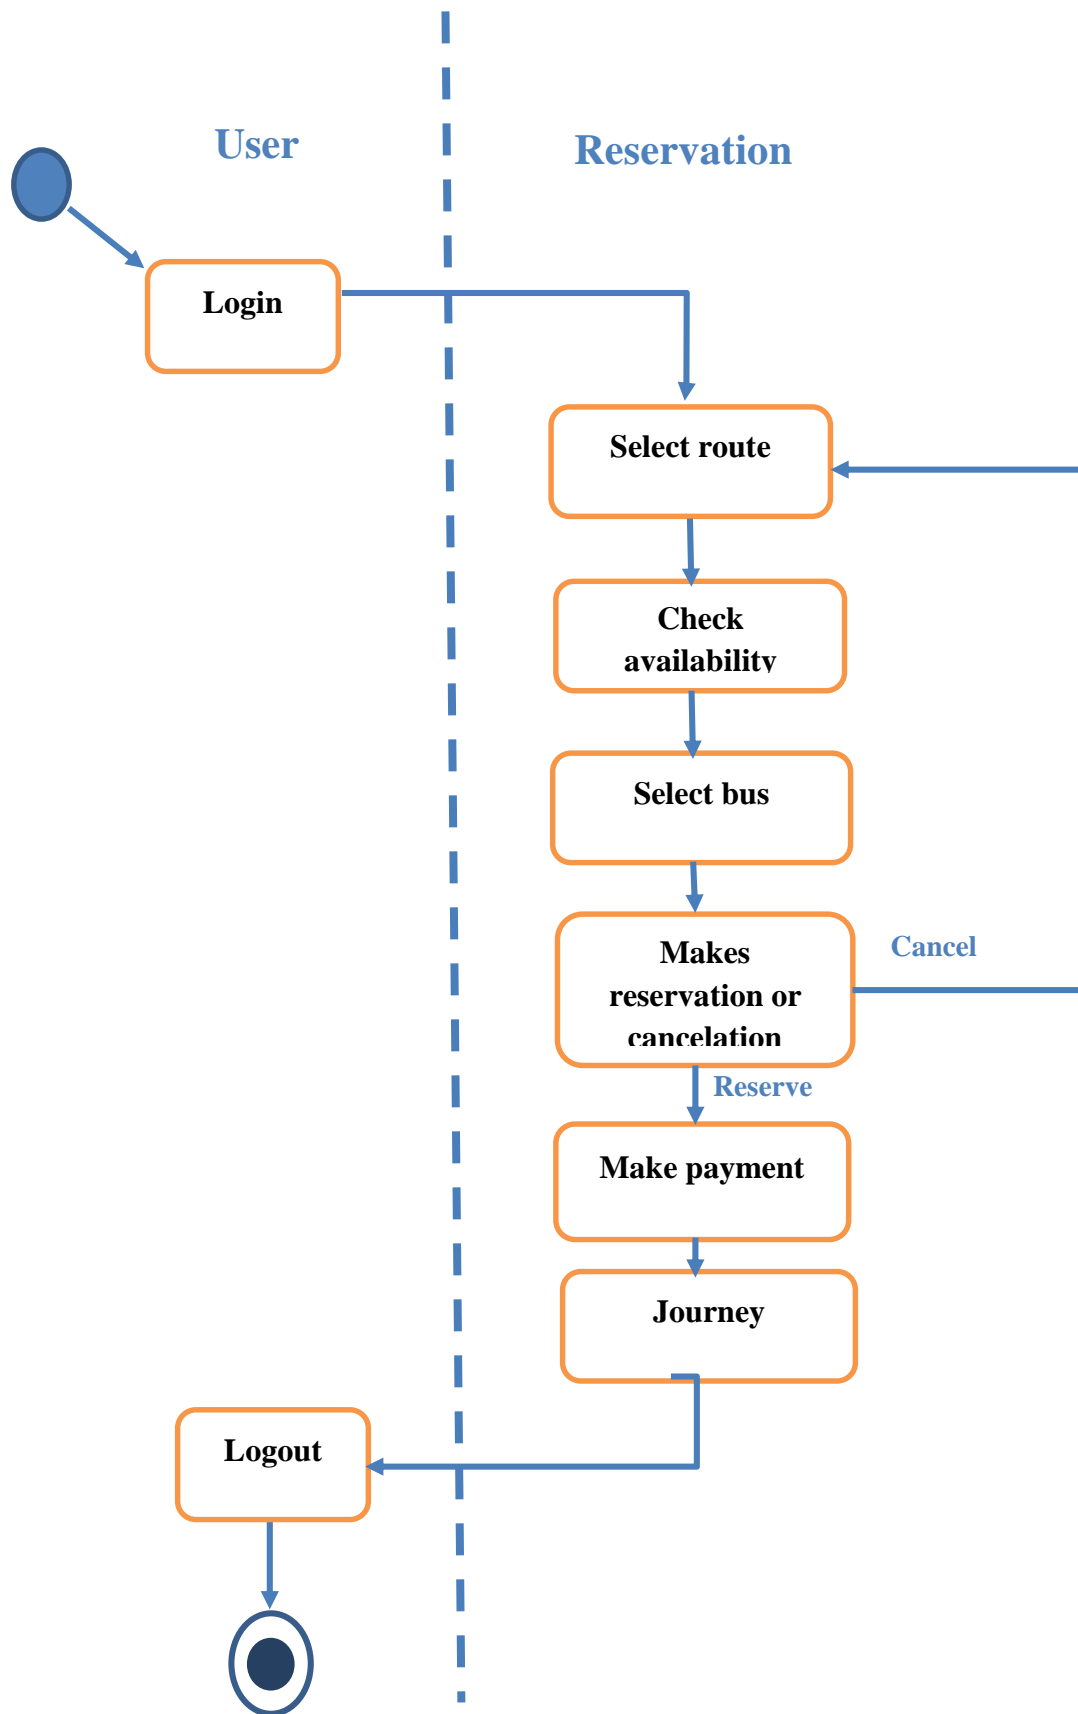 User
Reservation
Login
Select route
Check
availability
Select bus
Makes
reservation or
cancelation
Cancel
Reserve
Make payment
Journey
Logout